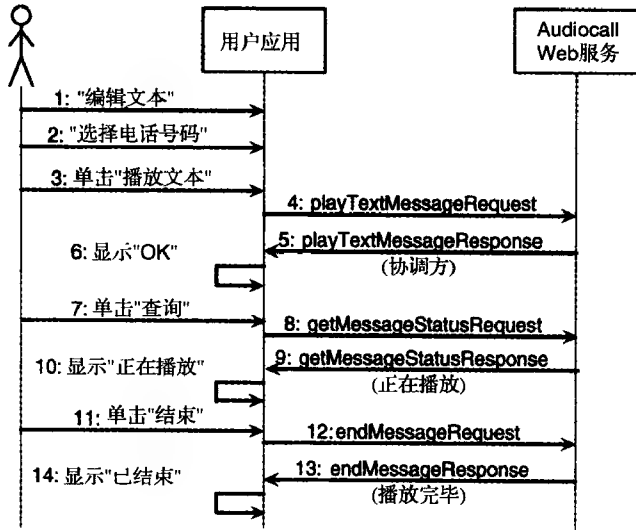 用户应用
Audiocall
Web服务
1: "编辑文本"
2: "选择电话号码"
3: 单击"播放文本"
4: playTextMessageRequest
5: playTextMessageResponse
(协调方)
6: 显示"OK"
7: 单击"查询"
8: getMessageStatusRequest
9: getMessageStatusResponse
(正在播放)
10: 显示"正在播放"
11: 单击"结束"
12:endMessageRequest
13: endMessageResponse
(播放完毕)
14: 显示"已结束"